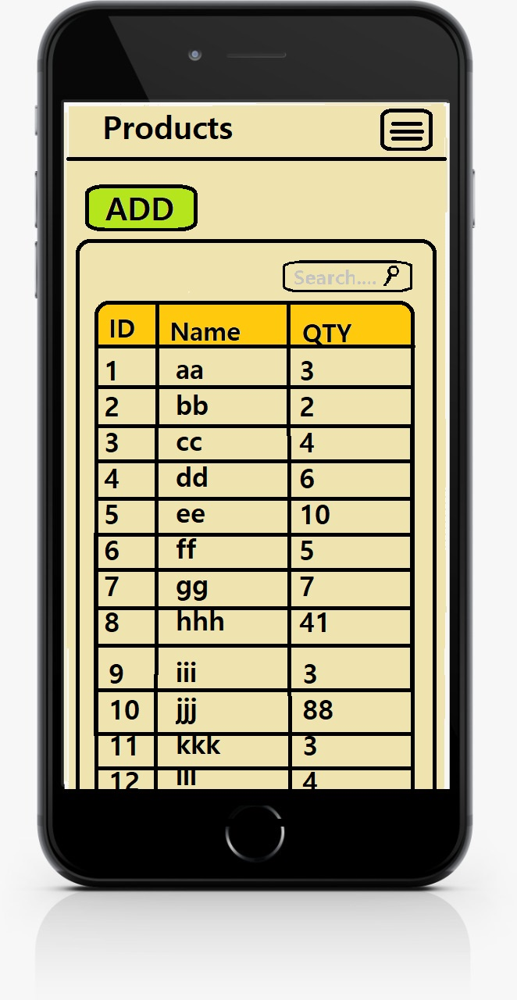 Products
ADD
Search....
ID Name QTY
1 aa 3
2 bb 2
3 cc 4
4 dd 6
5 ee 10
6 ff 5
7 gg 7
8 hhh 41
9 iii 3
10 jjj 88
11 kkk 3
12 lll 4